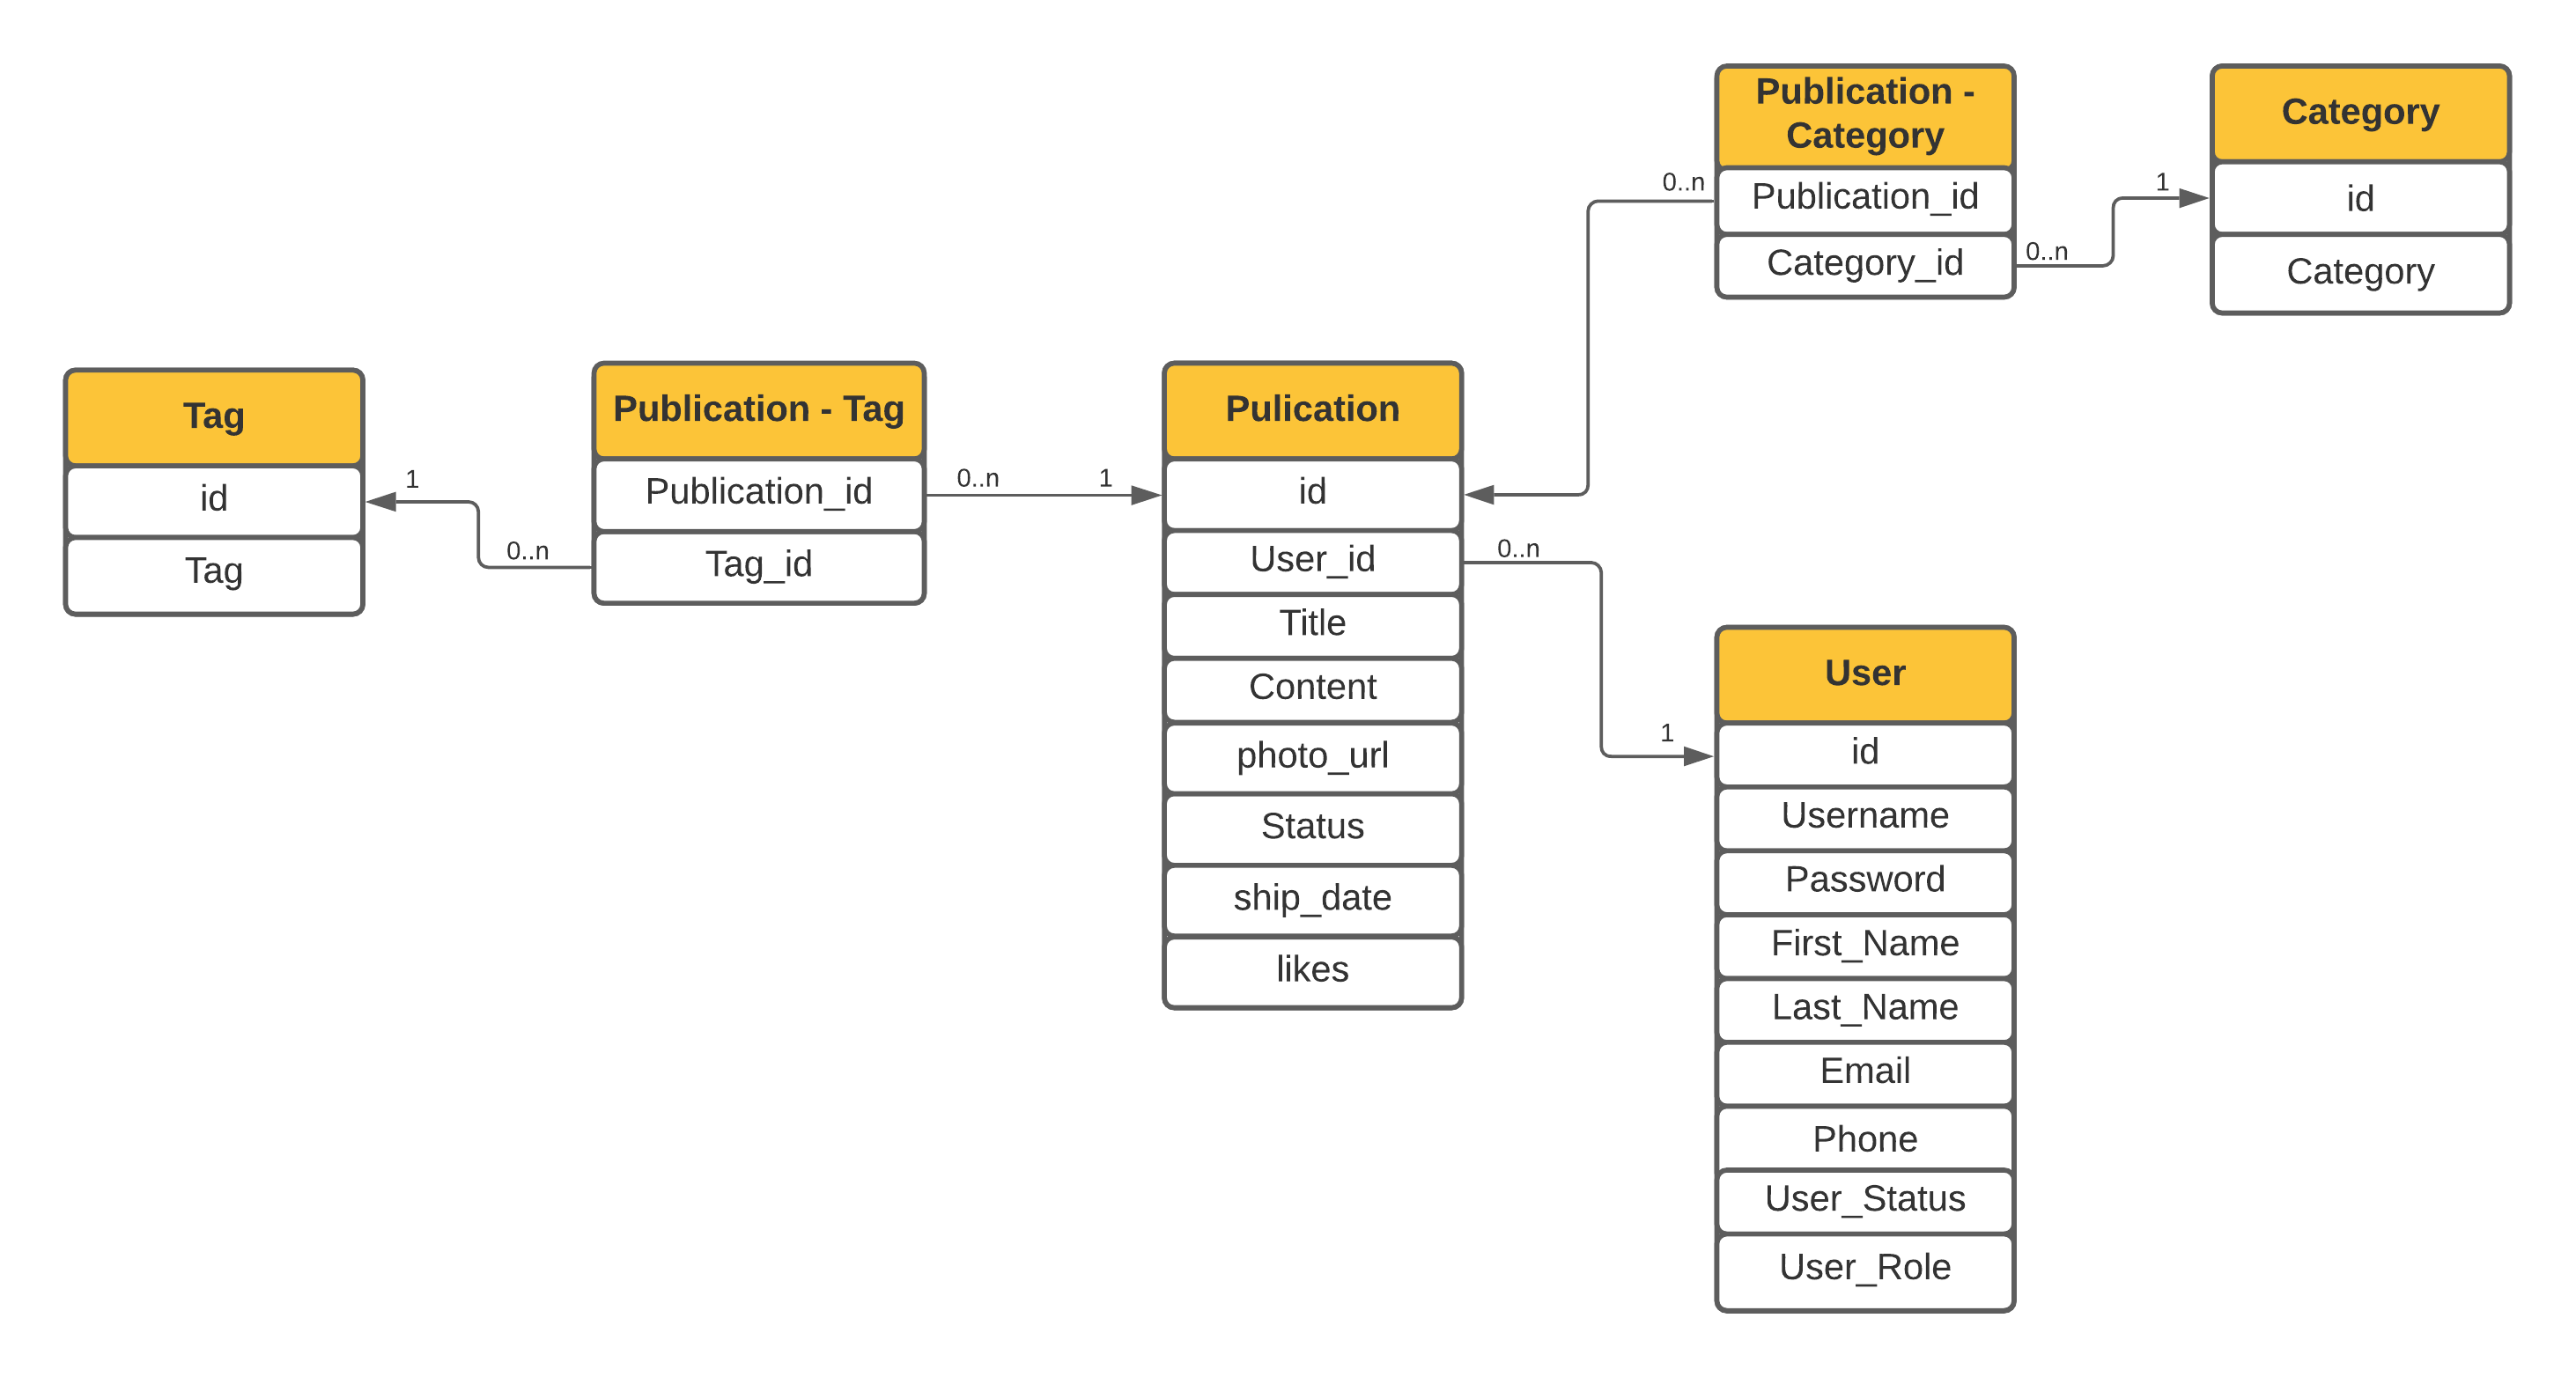 Tag
id
Tag
1
0..n
Publication - Tag
Publication_id
Tag_id
0..n
1
Pulication
id
User_id
Title
Content
photo_url
Status
ship_date
likes
0..n
Publication -
Category
Publication_id
Category_id
0..n
1
Category
id
Category
0..n
1
User
id
Username
Password
First_Name
Last_Name
Email
Phone
User_Status
User_Role